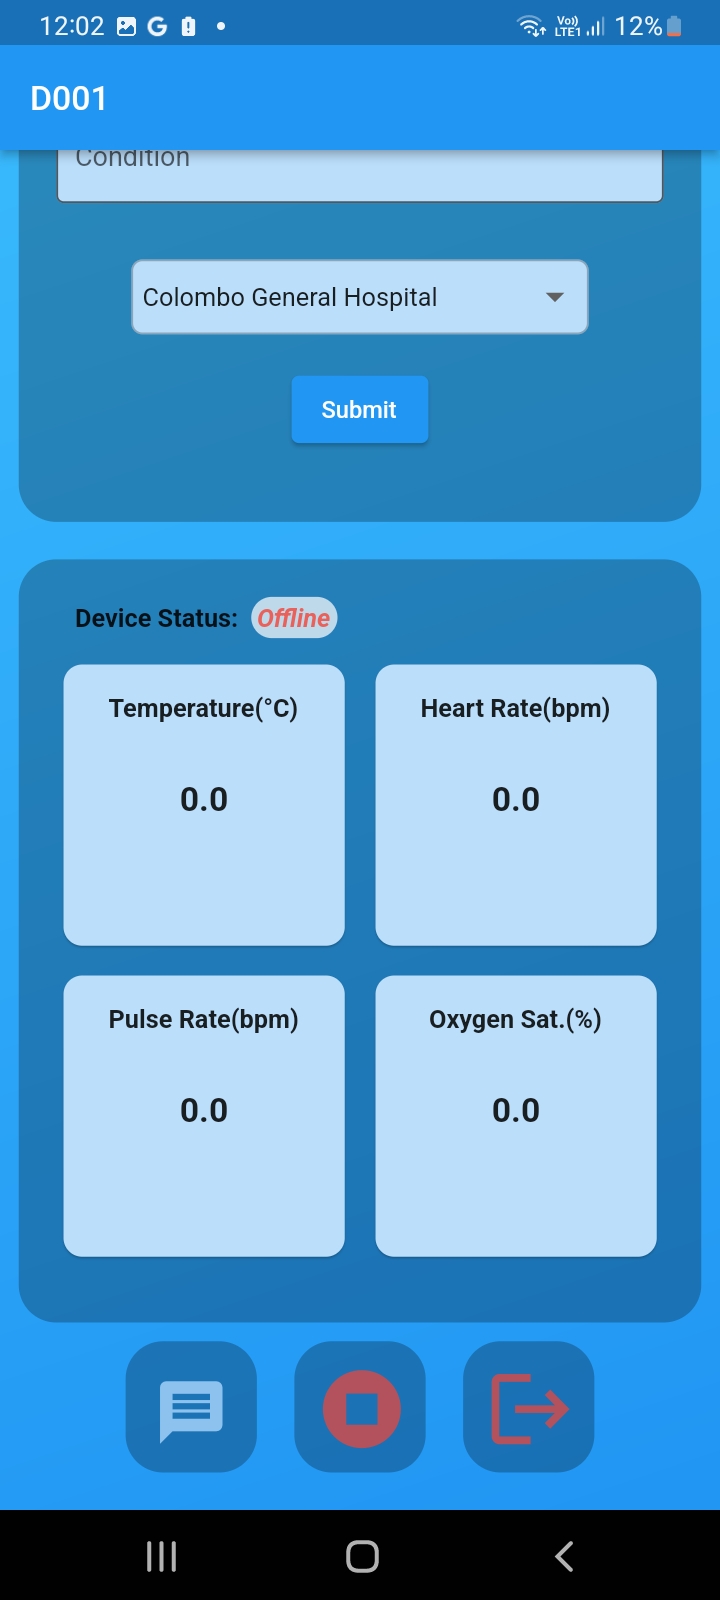 12:02 Vo)) LTE1 12%
D001
Condition
Colombo General Hospital
Submit
Device Status: Offline
Temperature(°C) Heart Rate(bpm)
0.0 0.0
Pulse Rate(bpm) Oxygen Sat.(%)
0.0 0.0